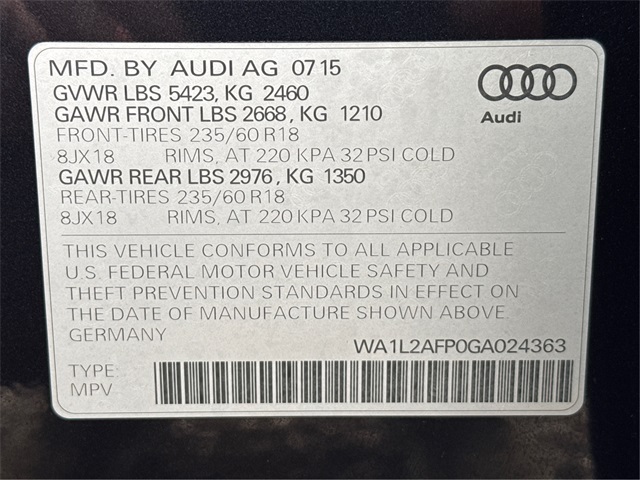 MFD. BY AUDI AG 07 15
GVWR LBS 5423, KG 2460
GAWR FRONT LBS 2668, KG 1210
FRONT-TIRES 235/60 R18
8JX18 RIMS, AT 220 KPA 32 PSI COLD
GAWR REAR LBS 2976, KG 1350
REAR-TIRES 235/60 R18
8JX18 RIMS, AT 220 KPA 32 PSI COLD
Audi
THIS VEHICLE CONFORMS TO ALL APPLICABLE
U.S. FEDERAL MOTOR VEHICLE SAFETY AND
THEFT PREVENTION STANDARDS IN EFFECT ON
THE DATE OF MANUFACTURE SHOWN ABOVE.
GERMANY
WA1L2AFP0GA024363
TYPE:
MPV